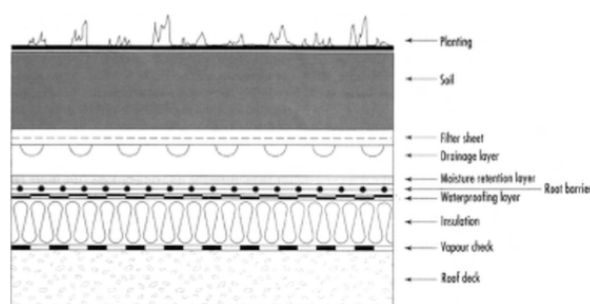 Planting
Soil
Filter sheet
Drainage layer
Moisture retention layer
Root barrier
Waterproofing layer
Insulation
Vapour check
Roof deck